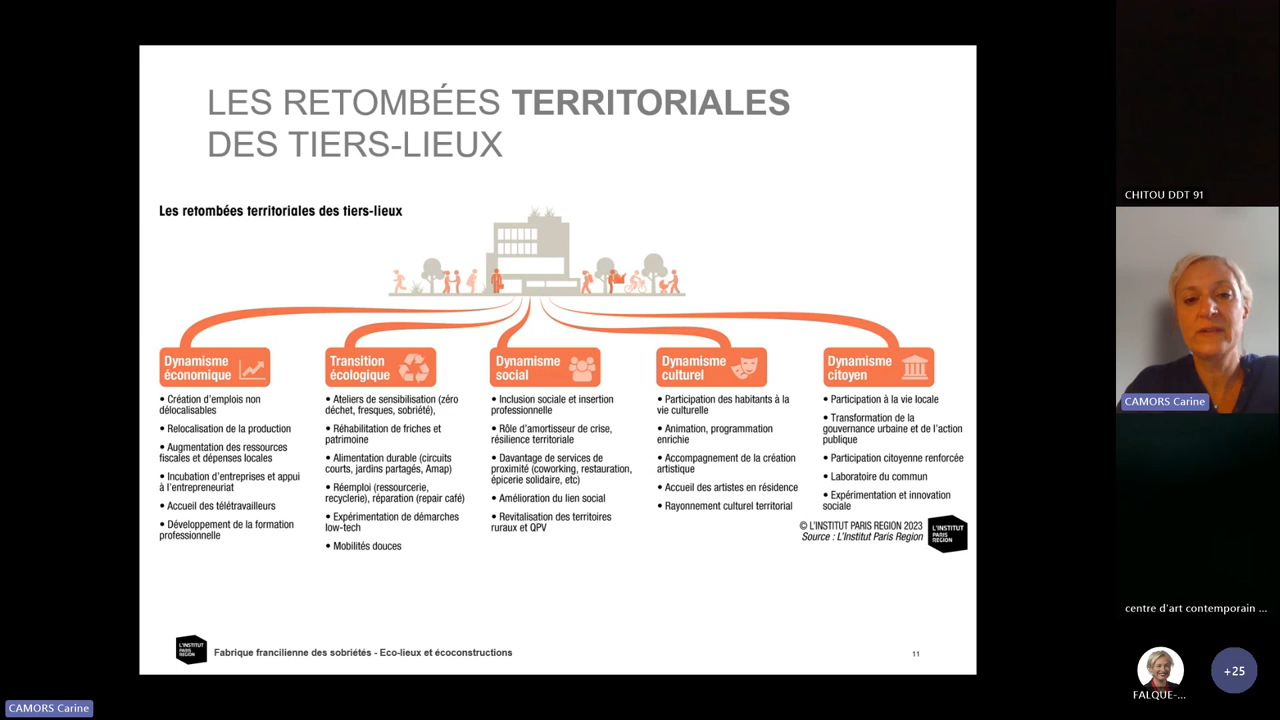 LES RETOMBÉES TERRITORIALES
DES TIERS-LIEUX
Les retombées territoriales des tiers-lieux
Dynamisme
économique
• Création d'emplois non
délocalisables
• Relocalisation de la production
• Augmentation des ressources
fiscales et dépenses locales
• Incubation d'entreprises et appui
à l'entrepreneuriat
• Accueil des télétravailleurs
• Développement de la formation
professionnelle
Transition
écologique
• Ateliers de sensibilisation (zéro
déchet, fresques, sobriété),
• Réhabilitation de friches et
patrimoine
• Alimentation durable (circuits
courts, jardins partagés, Amap)
• Réemploi (ressourcerie,
recyclerie), réparation (repair café)
• Expérimentation de démarches
low-tech
• Mobilités douces
Dynamisme
social
• Inclusion sociale et insertion
professionnelle
• Rôle d'amortisseur de crise,
résilience territoriale
• Davantage de services de
proximité (coworking, restauration,
épicerie solidaire, etc)
• Amélioration du lien social
• Revitalisation des territoires
ruraux et QPV
Dynamisme
culturel
• Participation des habitants à la
vie culturelle
• Animation, programmation
enrichie
• Accompagnement de la création
artistique
• Accueil des artistes en résidence
• Rayonnement culturel territorial
Dynamisme
citoyen
• Participation à la vie locale
• Transformation de la
gouvernance urbaine et de l'action
publique
• Participation citoyenne renforcée
• Laboratoire du commun
• Expérimentation et innovation
sociale
© L'INSTITUT PARIS REGION 2023
Source : L'Institut Paris Region
L'INSTITUT
PARIS
REGION
L'INSTITUT
PARIS
REGION
Fabrique francilienne des sobriétés - Eco-lieux et écoconstructions
11
CHITOU DDT 91
CAMORS Carine
centre d'art contemporain ...
FALQUE-...
+25
CAMORS Carine